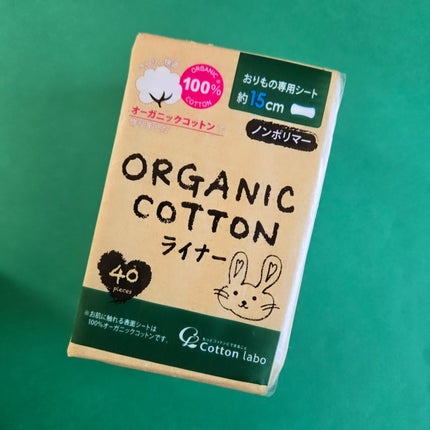 ORGANIC
100%
COTTON
オーガニックコットン
おりもの専用シート
約15cm
ノンポリマー
ORGANIC
COTTON
ライナー
40
pieces
※お肌に触れる表面シートは
100%オーガニックコットンです。
Cotton labo